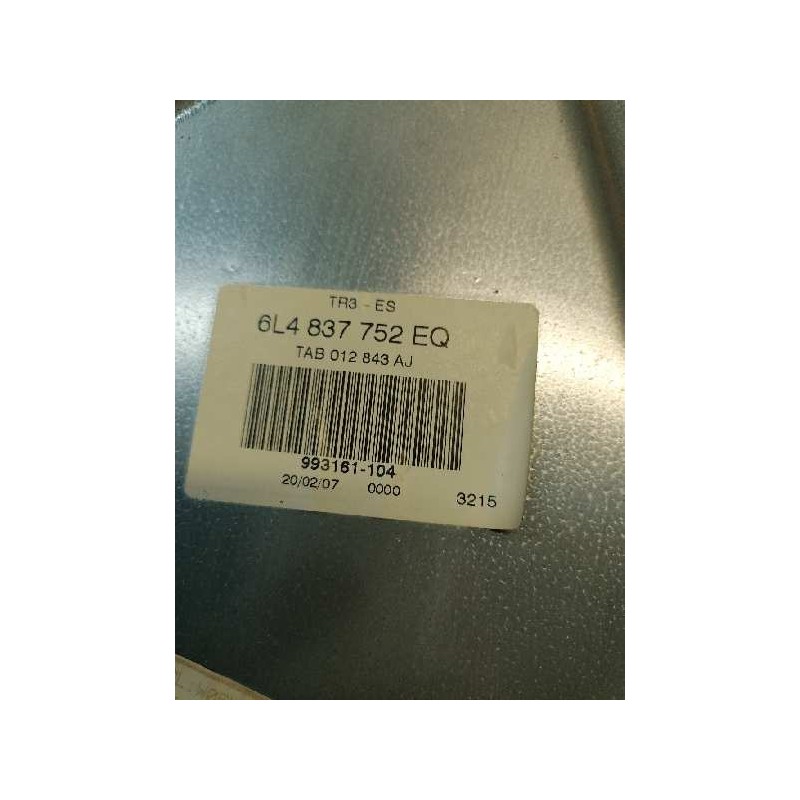 TR3 - ES
6L4 837 752 EQ
TAB 012 843 AJ
993161-104
20/02/07 0000 3215